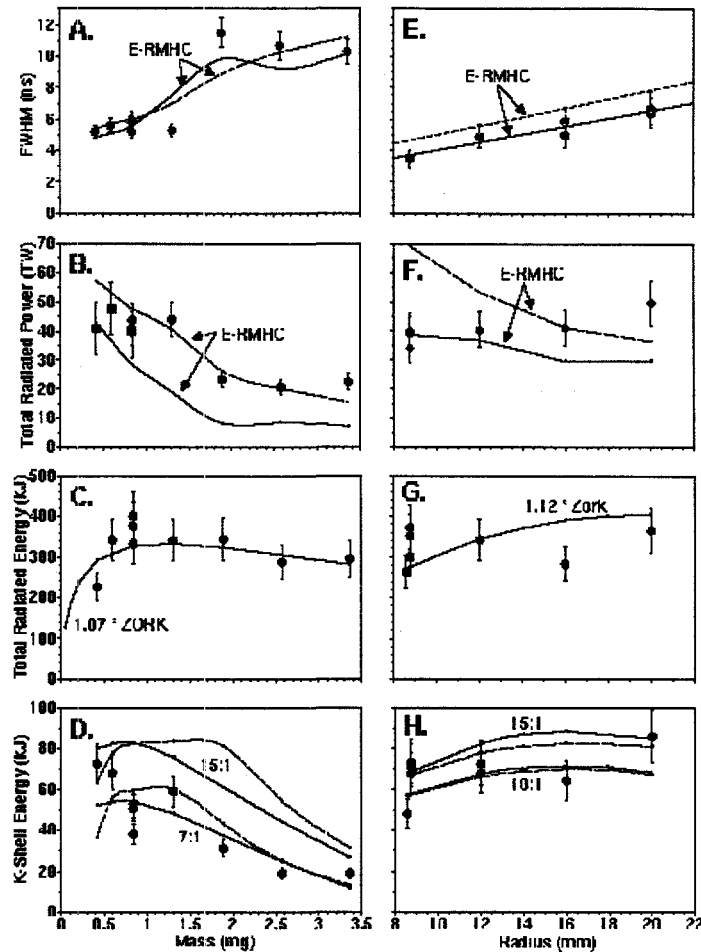 A.
E-RMHC
FWHM (ns)
12
10
8
6
4
2
0
E.
E-RMHC
B.
E-RMHC
Total Radiated Power (TW)
70
60
50
40
30
20
10
0
F.
E-RMHC
C.
1.07 * ZORK
Total Radiated Energy (KJ)
500
400
300
200
100
0
G.
1.12 * Zork
D.
15:1
7:1
K-Shell Energy (KJ)
100
80
60
40
20
0
0 0.5 1 1.5 2 2.5 3 3.5
Mass (mg)
H.
15:1
10:1
8 10 12 14 16 18 20 22
Radius (mm)